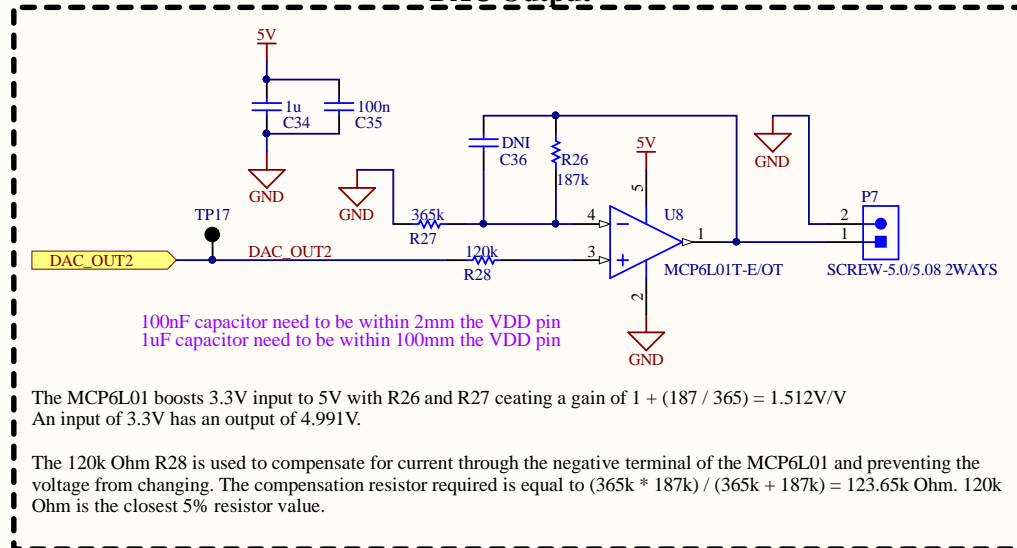 DAC Output
5V
1u
C34
100n
C35
GND
DNI
C36
R26
187k
5V
5
GND
P7
GND
TP17
365k
R27
4
U8
1
2
1
DAC_OUT2
DAC_OUT2
120k
R28
3
MCP6L01T-E/OT
SCREW-5.0/5.08 2WAYS
2
GND
100nF capacitor need to be within 2mm the VDD pin
1uF capacitor need to be within 100mm the VDD pin
The MCP6L01 boosts 3.3V input to 5V with R26 and R27 ceating a gain of 1 + (187 / 365) = 1.512V/V
An input of 3.3V has an output of 4.991V.
The 120k Ohm R28 is used to compensate for current through the negative terminal of the MCP6L01 and preventing the
voltage from changing. The compensation resistor required is equal to (365k * 187k) / (365k + 187k) = 123.65k Ohm. 120k
Ohm is the closest 5% resistor value.